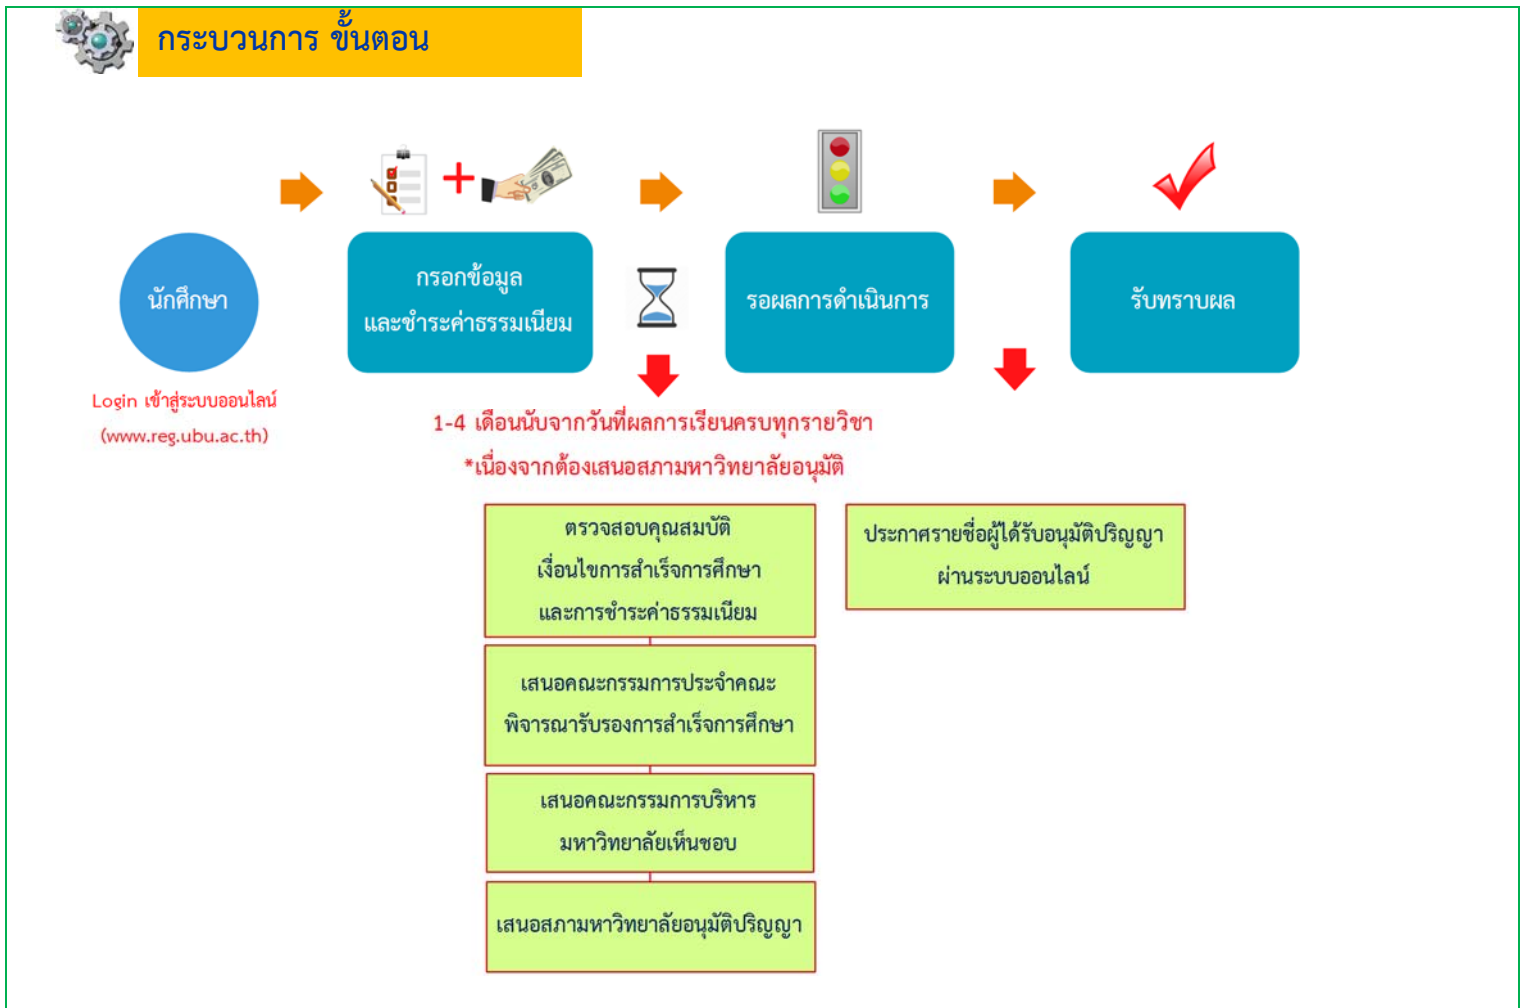 กระบวนการ ขั้นตอน
นักศึกษา
Login เข้าสู่ระบบออนไลน์
(www.reg.ubu.ac.th)
กรอกข้อมูล
และชำระค่าธรรมเนียม
รอผลการดำเนินการ
รับทราบผล
1-4 เดือนนับจากวันที่ผลการเรียนครบทุกรายวิชา
*เนื่องจากต้องเสนอสภามหาวิทยาลัยอนุมัติ
ตรวจสอบคุณสมบัติ
เงื่อนไขการสำเร็จการศึกษา
และการชำระค่าธรรมเนียม
เสนอคณะกรรมการประจำคณะ
พิจารณารับรองการสำเร็จการศึกษา
เสนอคณะกรรมการบริหาร
มหาวิทยาลัยเห็นชอบ
เสนอสภามหาวิทยาลัยอนุมัติปริญญา
ประกาศรายชื่อผู้ได้รับอนุมัติปริญญา
ผ่านระบบออนไลน์